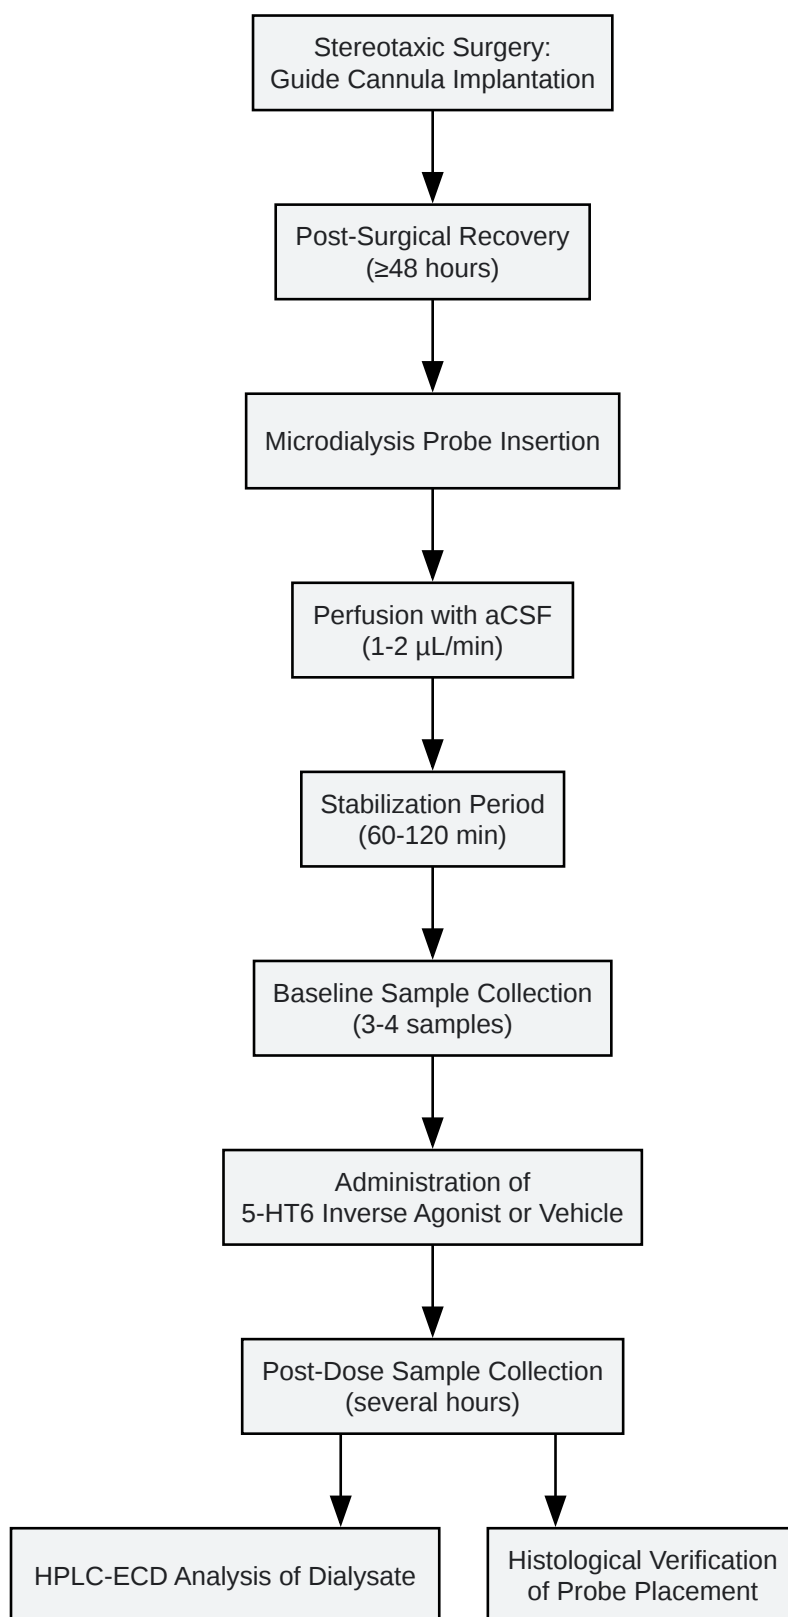 Stereotaxic Surgery:
Guide Cannula Implantation
Post-Surgical Recovery
(≥48 hours)
Microdialysis Probe Insertion
Perfusion with aCSF
(1-2 µL/min)
Stabilization Period
(60-120 min)
Baseline Sample Collection
(3-4 samples)
Administration of
5-HT6 Inverse Agonist or Vehicle
Post-Dose Sample Collection
(several hours)
HPLC-ECD Analysis of Dialysate
Histological Verification
of Probe Placement